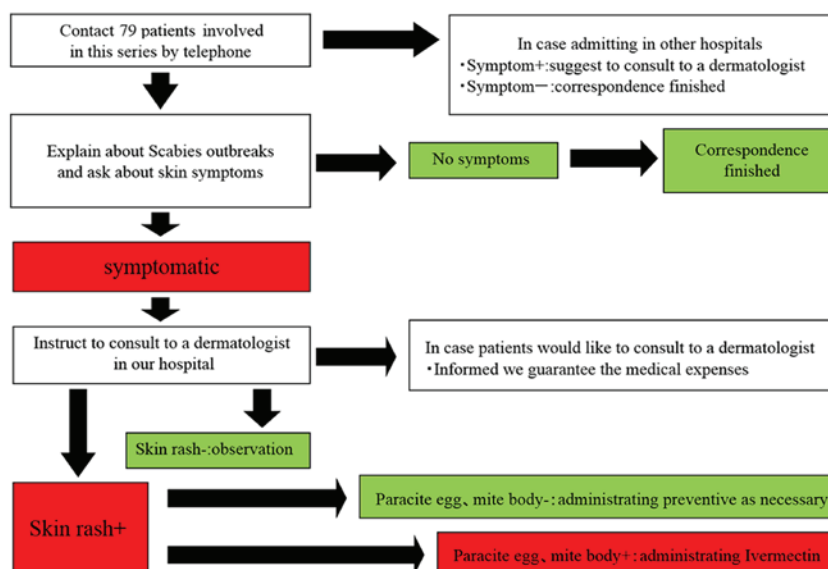 Contact 79 patients involved
in this series by telephone
In case admitting in other hospitals
・Symptom+:suggest to consult to a dermatologist
・Symptom－:correspondence finished
Explain about Scabies outbreaks
and ask about skin symptoms
No symptoms
Correspondence
finished
symptomatic
Instruct to consult to a dermatologist
in our hospital
In case patients would like to consult to a dermatologist
・Informed we guarantee the medical expenses
Skin rash-:observation
Skin rash+
Paracite egg、mite body-:administrating preventive as necessary
Paracite egg、mite body+:administrating Ivermectin